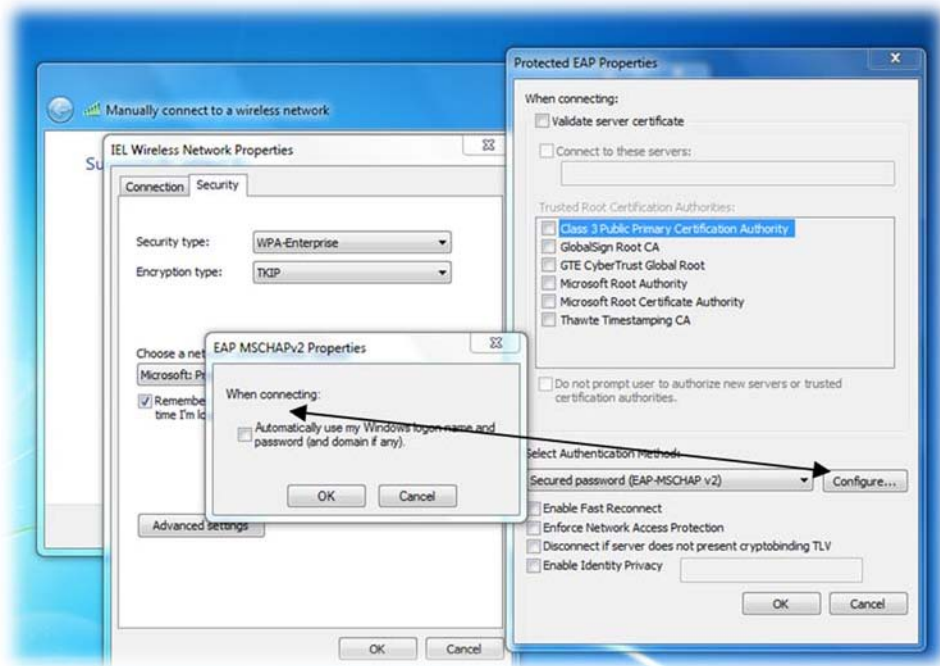 Manually connect to a wireless network
Su
IEL Wireless Network Properties
Connection
Security
Security type:
WPA-Enterprise
Encryption type:
TKIP
Choose a net
Microsoft: Pr
Remembe
time I'm lo
Advanced settings
OK
Cancel
EAP MSCHAPv2 Properties
When connecting:
Automatically use my Windows logon name and
password (and domain if any).
OK
Cancel
Protected EAP Properties
When connecting:
Validate server certificate
Connect to these servers:
Trusted Root Certification Authorities:
Class 3 Public Primary Certification Authority
GlobalSign Root CA
GTE CyberTrust Global Root
Microsoft Root Authority
Microsoft Root Certificate Authority
Thawte Timestamping CA
Do not prompt user to authorize new servers or trusted
certification authorities.
Select Authentication Method:
Secured password (EAP-MSCHAP v2)
Configure...
Enable Fast Reconnect
Enforce Network Access Protection
Disconnect if server does not present cryptobinding TLV
Enable Identity Privacy
OK
Cancel